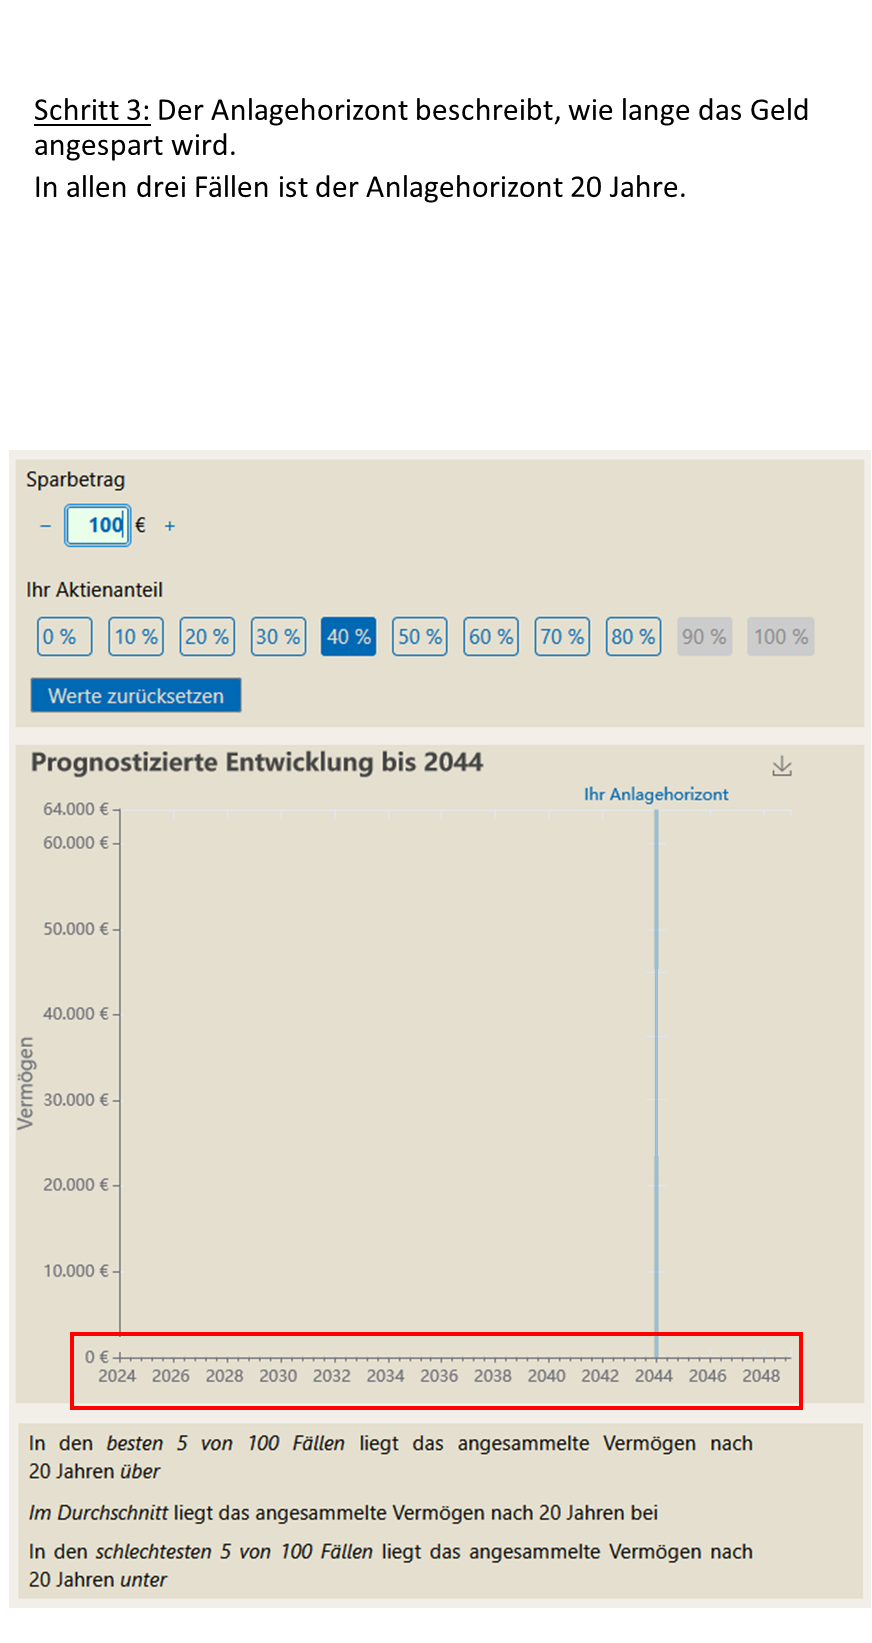 Schritt 3: Der Anlagehorizont beschreibt, wie lange das Geld
angespart wird.
In allen drei Fällen ist der Anlagehorizont 20 Jahre.
Sparbetrag
− 100 € +
Ihr Aktienanteil
0 % 10 % 20 % 30 % 40 % 50 % 60 % 70 % 80 % 90 % 100 %
Werte zurücksetzen
Prognostizierte Entwicklung bis 2044
Ihr Anlagehorizont
64.000 €
60.000 €
50.000 €
40.000 €
Vermögen
30.000 €
20.000 €
10.000 €
0 €
2024 2026 2028 2030 2032 2034 2036 2038 2040 2042 2044 2046 2048
In den besten 5 von 100 Fällen liegt das angesammelte Vermögen nach
20 Jahren über
Im Durchschnitt liegt das angesammelte Vermögen nach 20 Jahren bei
In den schlechtesten 5 von 100 Fällen liegt das angesammelte Vermögen nach
20 Jahren unter